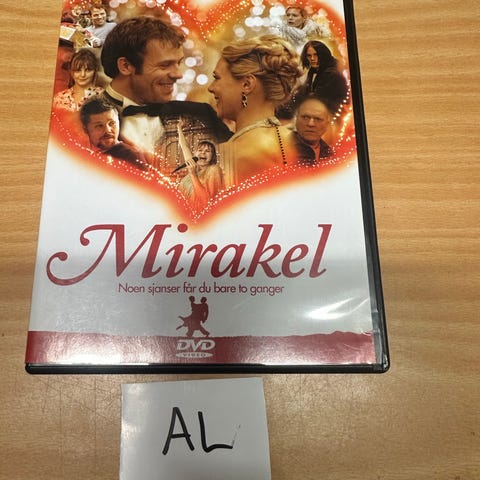 Mirakel
Noen sjanser får du bare to ganger
DVD
VIDEO
AL